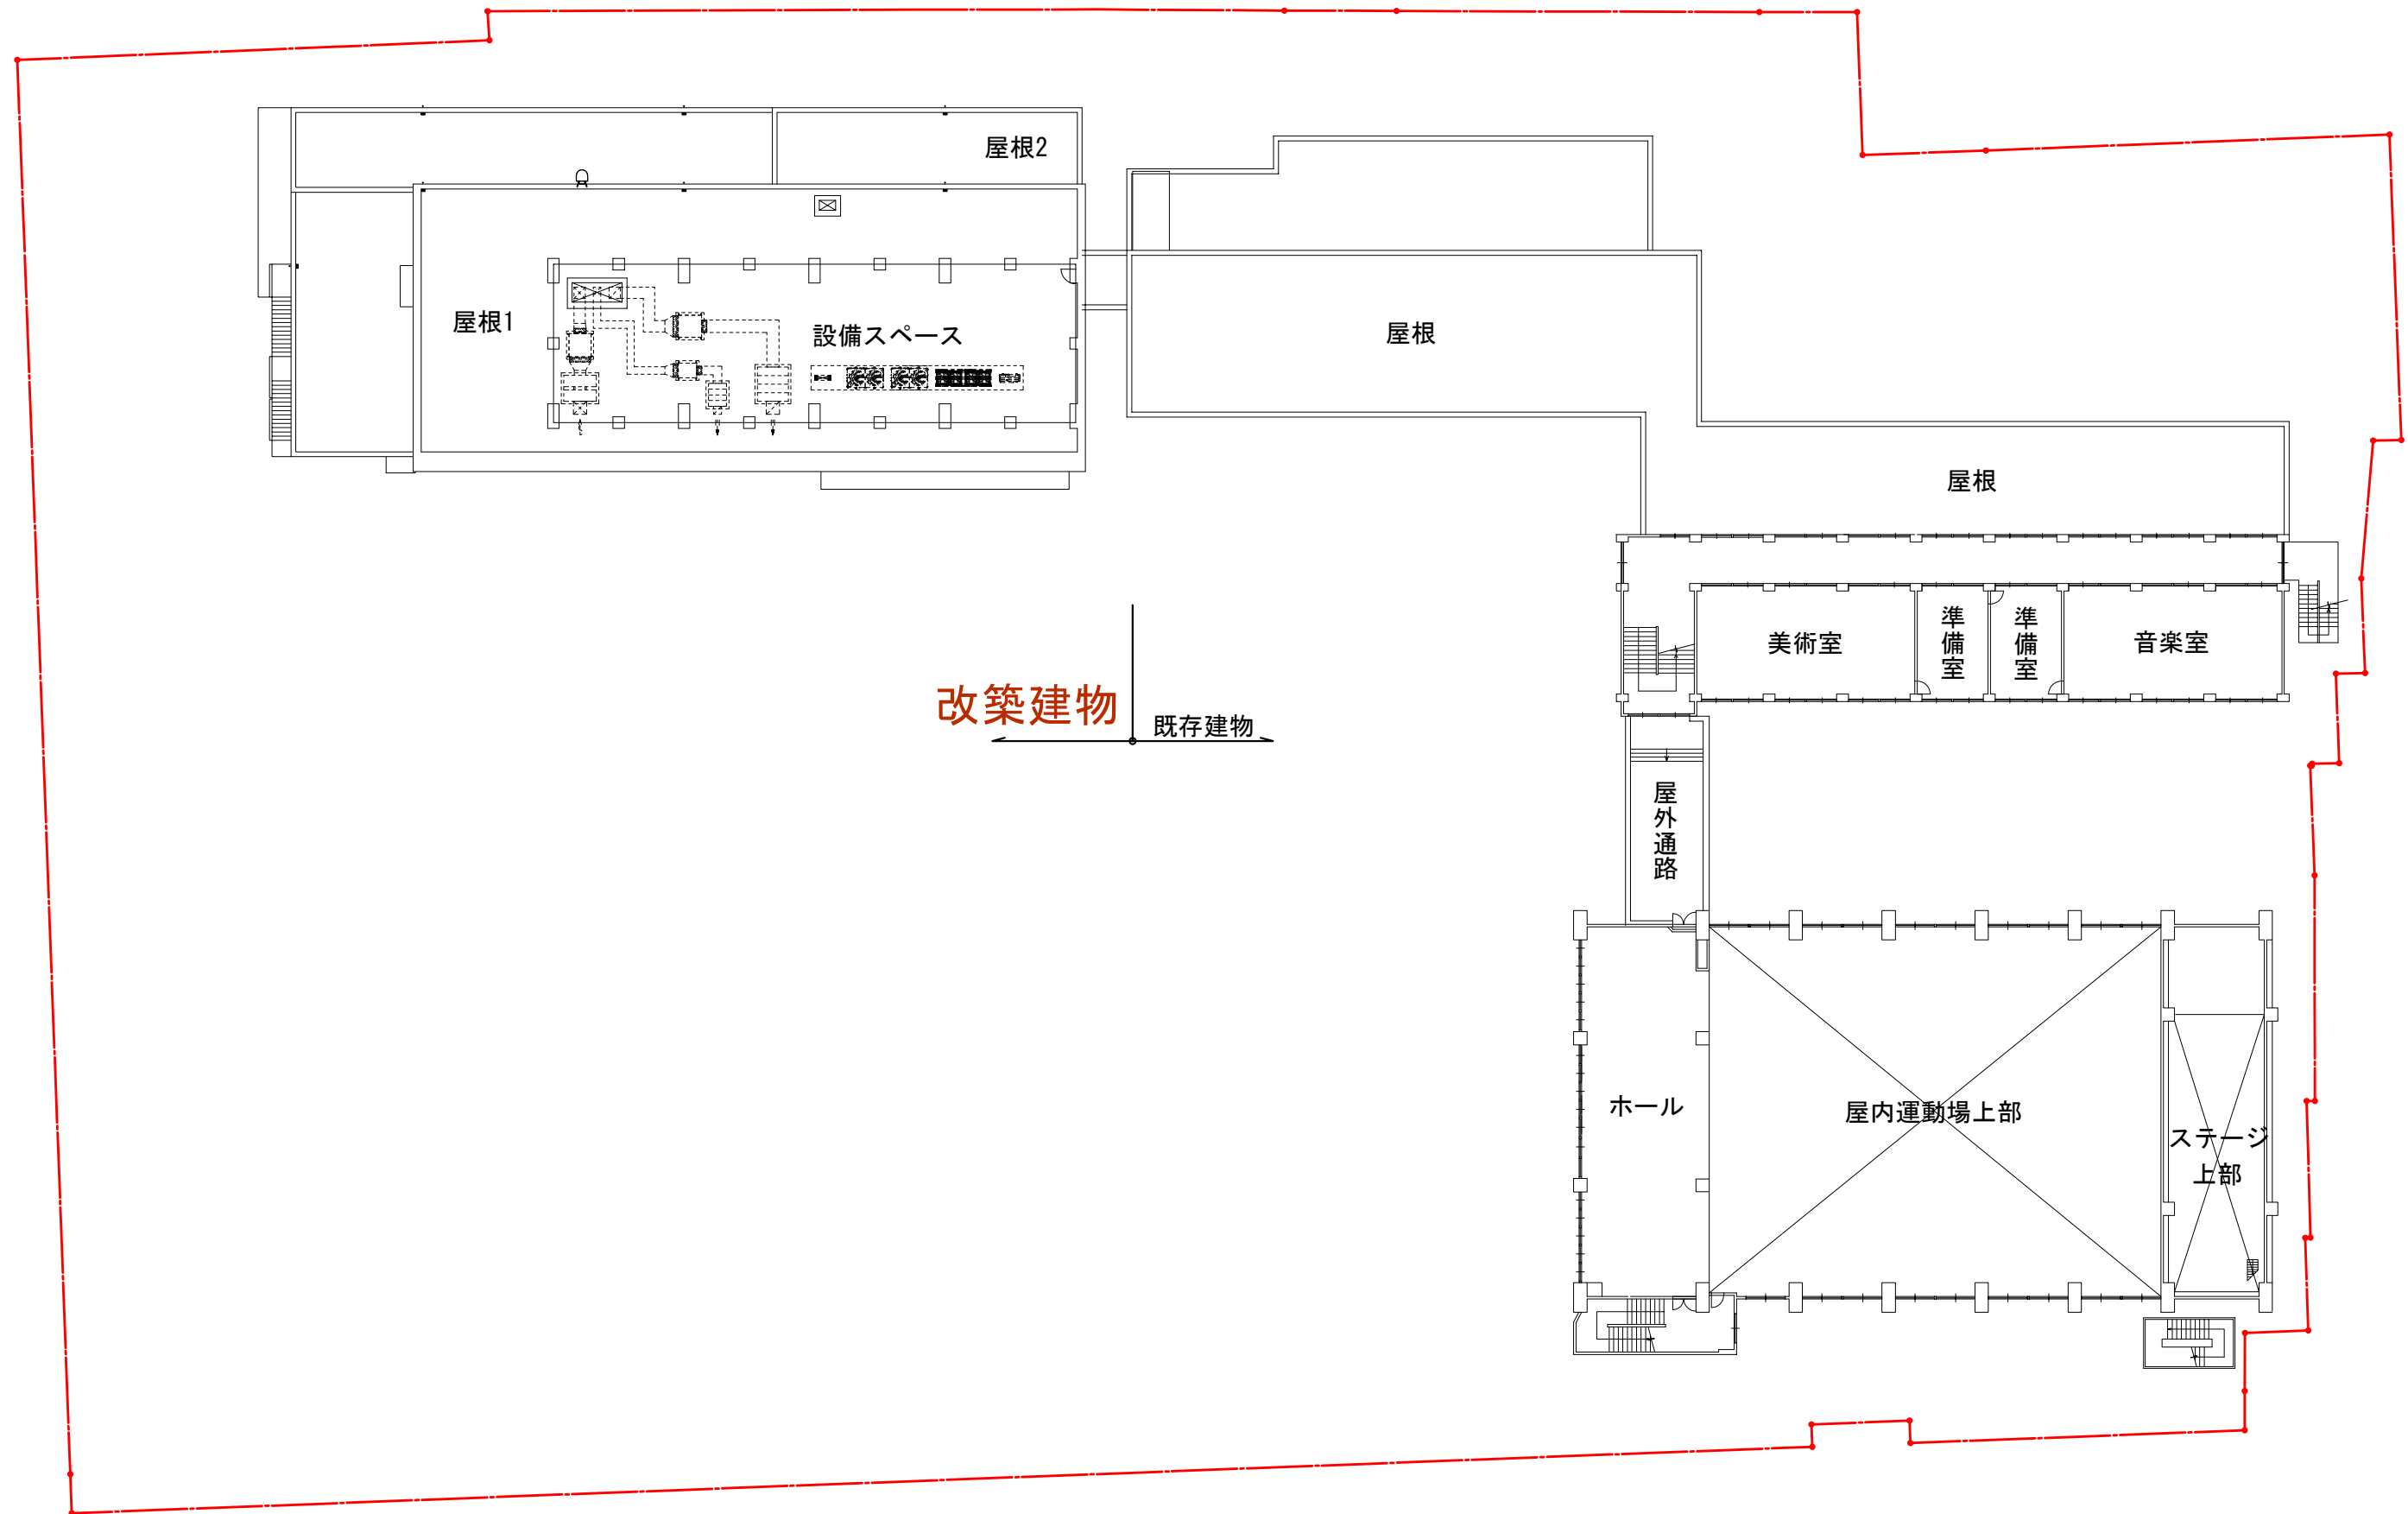 屋根2
屋根1
設備スペース
屋根
屋根
美術室
準備室
準備室
音楽室
改築建物
既存建物
屋外通路
ホール
屋内運動場上部
ステージ
上部